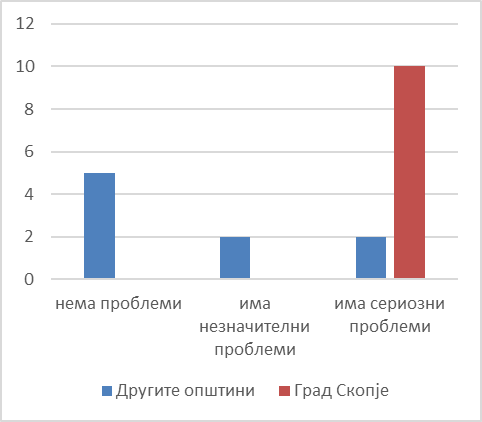 12
10
8
6
4
2
0
нема проблеми
има
незначителни
проблеми
има сериозни
проблеми
Другите општини
Град Скопје